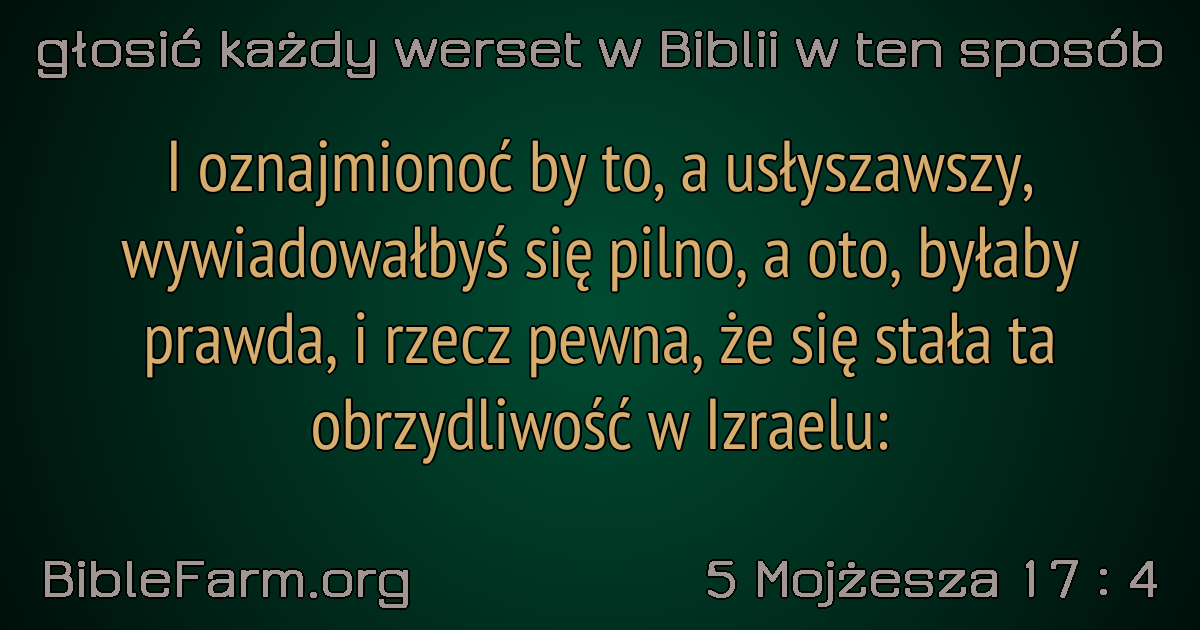 głosić każdy werset w Biblii w ten sposób
I oznajmionoć by to, a usłyszawszy,
wywiadowałbyś się pilno, a oto, byłaby
prawda, i rzecz pewna, że się stała ta
obrzydliwość w Izraelu:
BibleFarm.org
5 Mojżesza 17 : 4